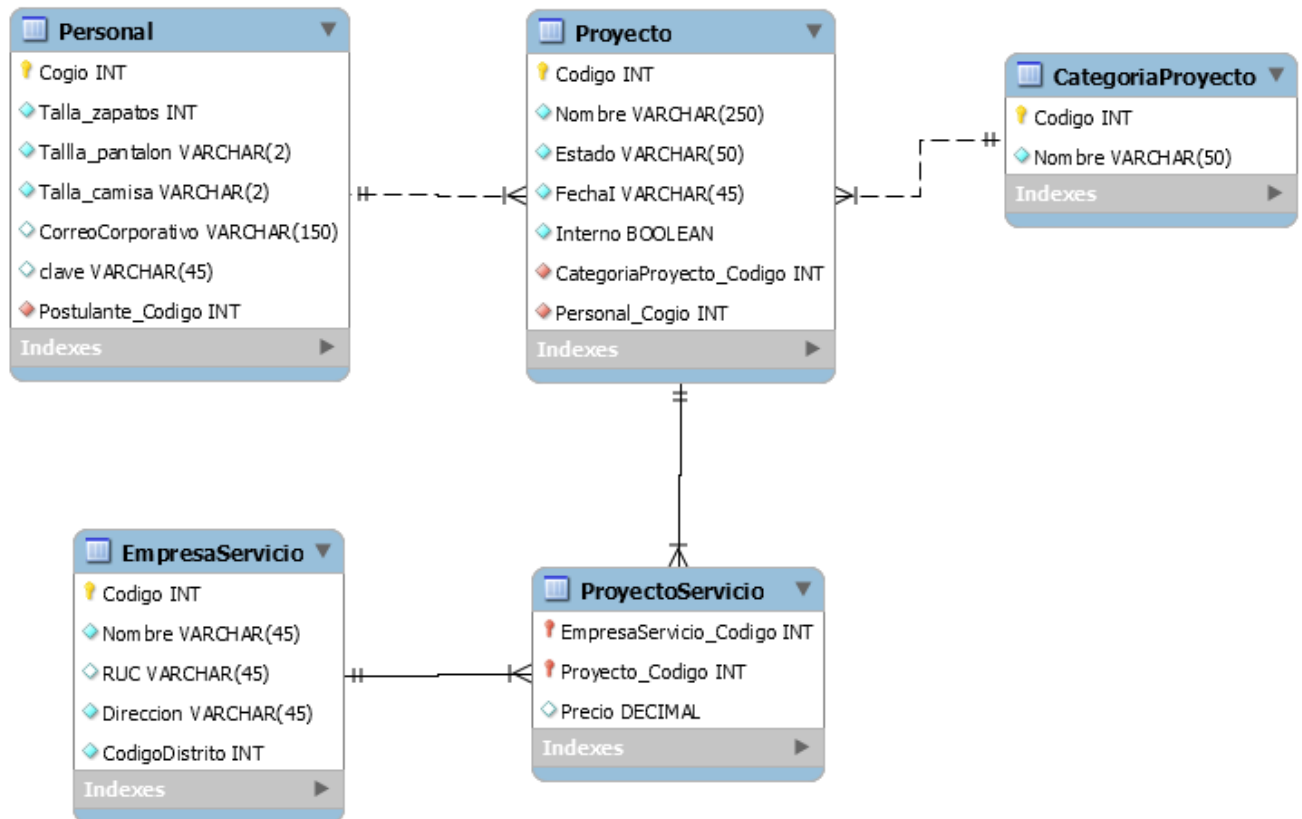 Personal
Cogio INT
Talla_zapatos INT
Tallla_pantalon VARCHAR(2)
Talla_camisa VARCHAR(2)
CorreoCorporativo VARCHAR(150)
clave VARCHAR(45)
Postulante_Codigo INT
Indexes
Proyecto
Codigo INT
Nombre VARCHAR(250)
Estado VARCHAR(50)
FechaI VARCHAR(45)
Interno BOOLEAN
CategoriaProyecto_Codigo INT
Personal_Cogio INT
Indexes
CategoriaProyecto
Codigo INT
Nombre VARCHAR(50)
Indexes
EmpresaServicio
Codigo INT
Nombre VARCHAR(45)
RUC VARCHAR(45)
Direccion VARCHAR(45)
CodigoDistrito INT
Indexes
ProyectoServicio
EmpresaServicio_Codigo INT
Proyecto_Codigo INT
Precio DECIMAL
Indexes